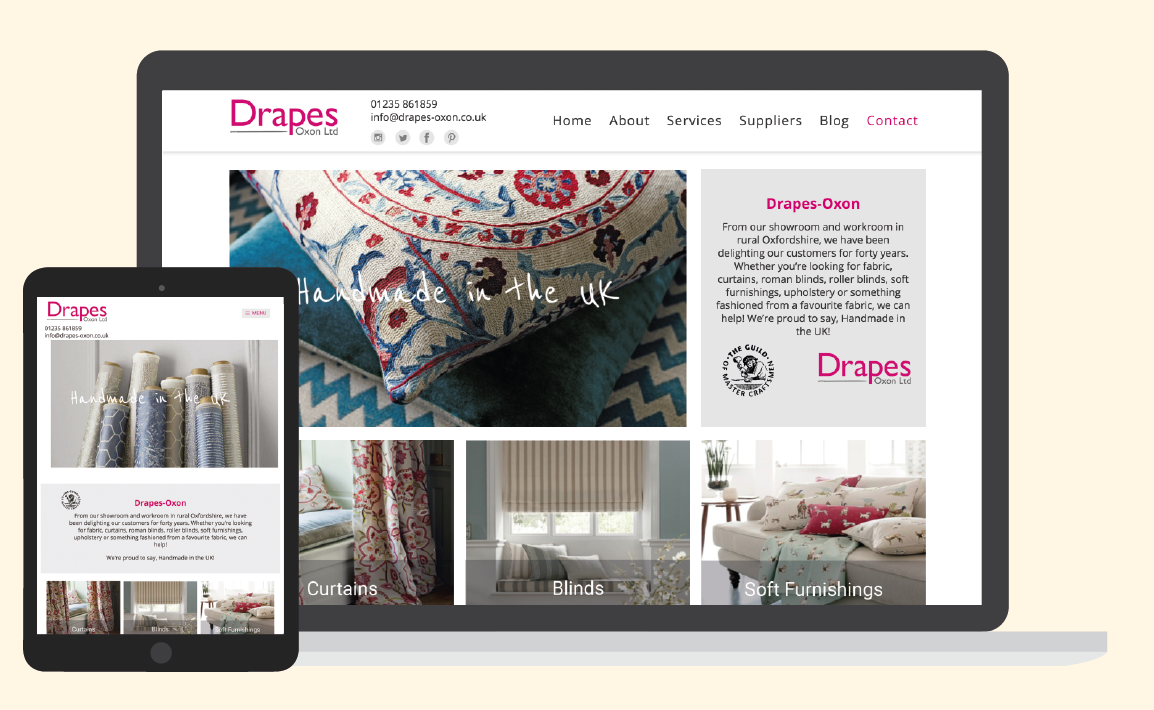 Drapes
Oxon Ltd
01235 861859
info@drapes-oxon.co.uk
Home About Services Suppliers Blog Contact
Handmade in the UK
Drapes-Oxon
From our showroom and workroom in
rural Oxfordshire, we have been
delighting our customers for forty years.
Whether you're looking for fabric,
curtains, roman blinds, roller blinds, soft
furnishings, upholstery or something
fashioned from a favourite fabric, we can
help! We're proud to say, Handmade in
the UK!
· THE GUILD ·
OF MASTER CRAFTSMEN
Drapes
Oxon Ltd
Curtains
Blinds
Soft Furnishings
Drapes
Oxon Ltd
☰ MENU
01235 861859
info@drapes-oxon.co.uk
Handmade in the UK
Drapes-Oxon
From our showroom and workroom in rural Oxfordshire, we have
been delighting our customers for forty years. Whether you're looking
for fabric, curtains, roman blinds, roller blinds, soft furnishings,
upholstery or something fashioned from a favourite fabric, we can
help!
We're proud to say, Handmade in the UK!
Curtains
Blinds
Soft Furnishings